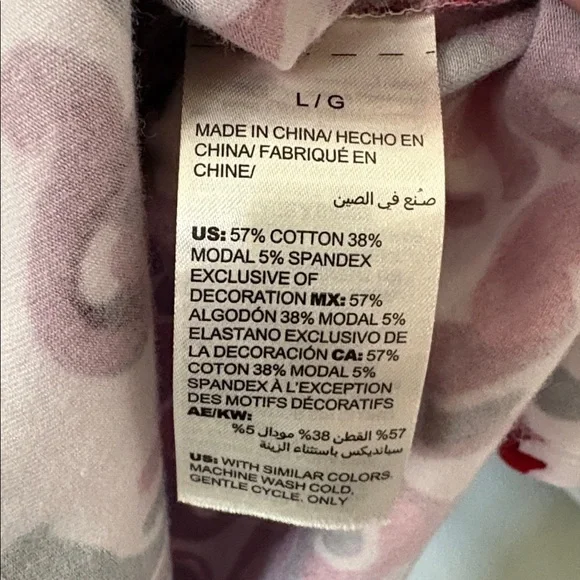 L / G
MADE IN CHINA/ HECHO EN
CHINA/ FABRIQUÉ EN
CHINE/
صُنع في الصين
US: 57% COTTON 38%
MODAL 5% SPANDEX
EXCLUSIVE OF
DECORATION MX: 57%
ALGODÓN 38% MODAL 5%
ELASTANO EXCLUSIVO DE
LA DECORACIÓN CA: 57%
COTON 38% MODAL 5%
SPANDEX À L'EXCEPTION
DES MOTIFS DÉCORATIFS
AE/KW:
57% القطن 38% مودال 5%
سبانديكس باستثناء الزينة
US: WITH SIMILAR COLORS.
MACHINE WASH COLD,
GENTLE CYCLE. ONLY